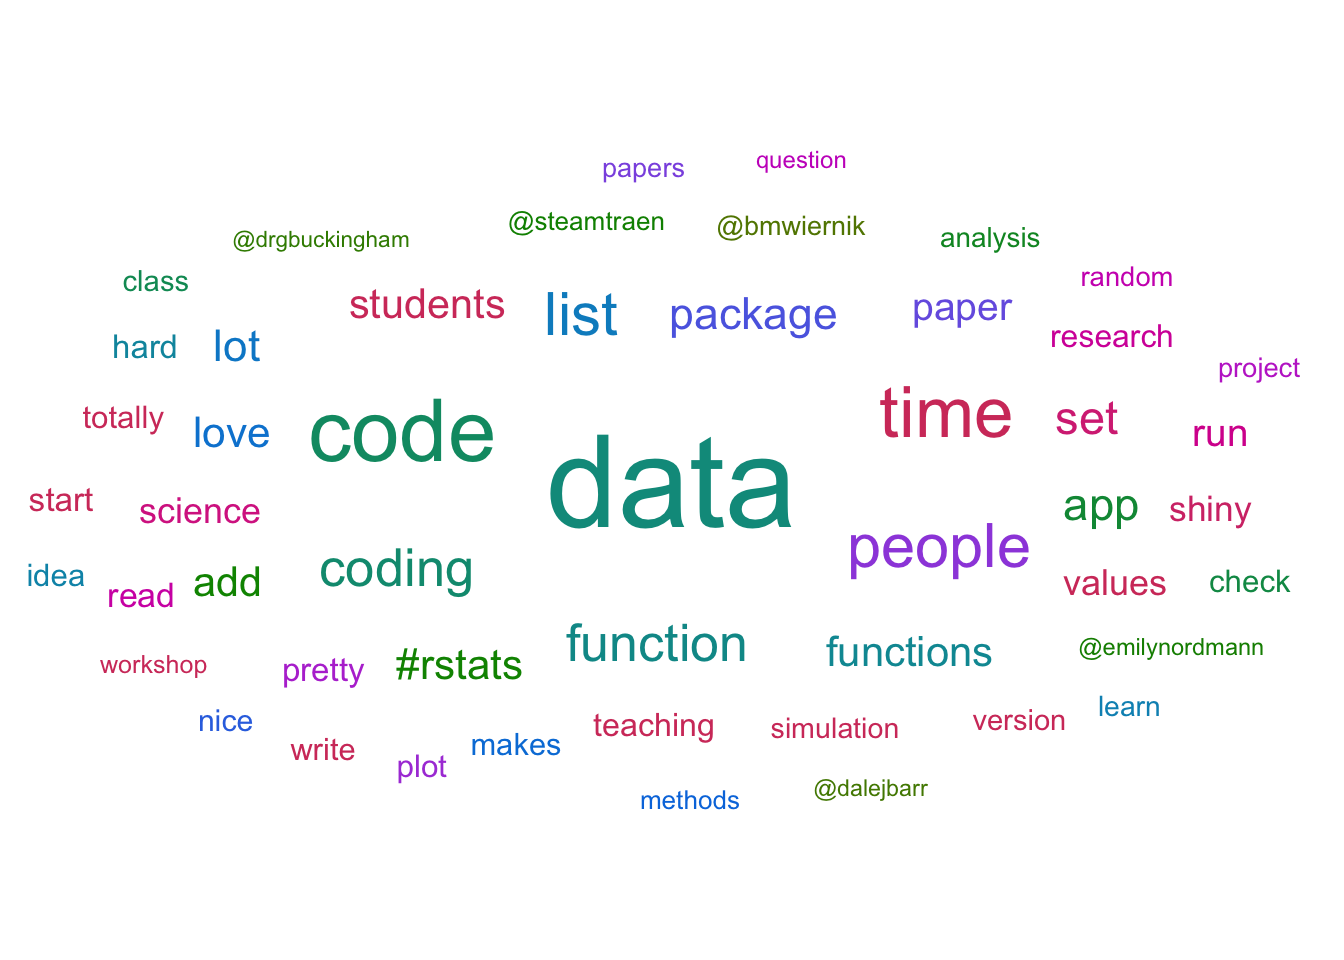 papers
question
@steamtraen
@bmwiernik
@drgbuckingham
analysis
class
random
students
list
package
paper
hard
lot
research
project
totally
love
code
time
set
run
data
start
science
app
shiny
people
idea
read
add
coding
values
check
workshop
pretty
#rstats
function
functions
@emilynordmann
nice
write
plot
makes
teaching
simulation
version
learn
methods
@dalejbarr